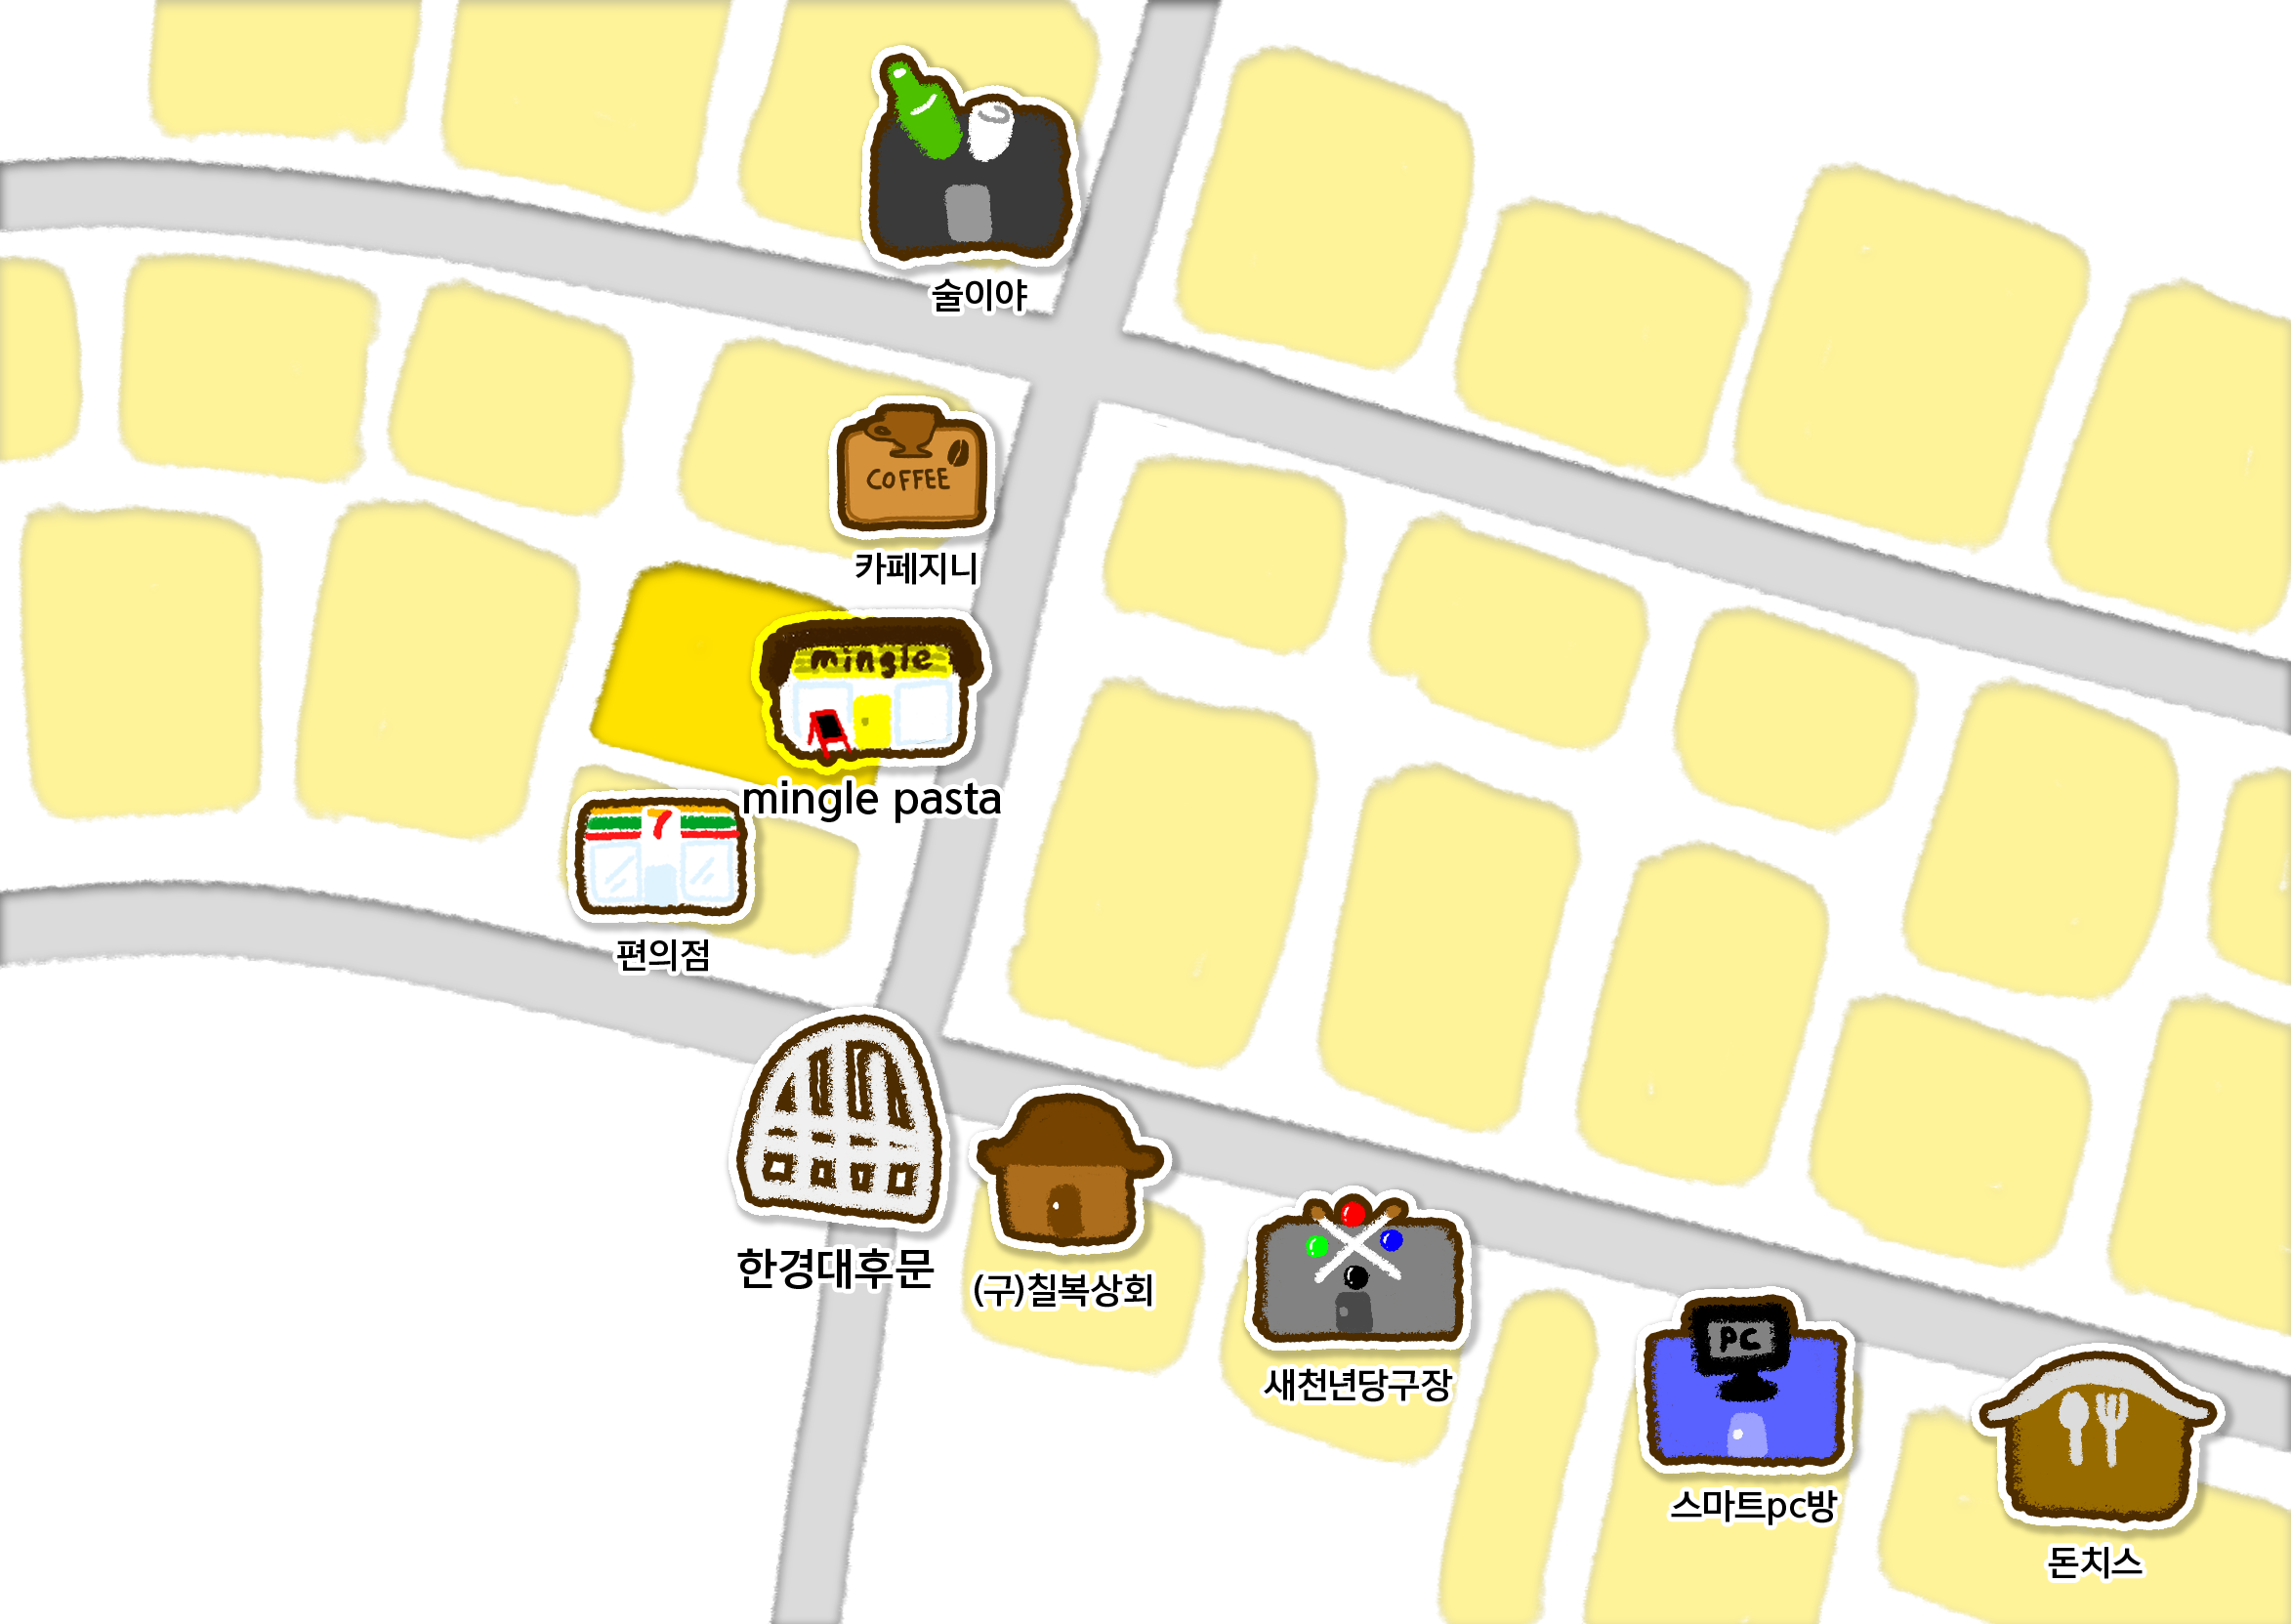 술이야
COFFEE
카페지니
mingle
mingle pasta
7
편의점
한경대후문
(구)칠복상회
새천년당구장
PC
스마트pc방
돈치스